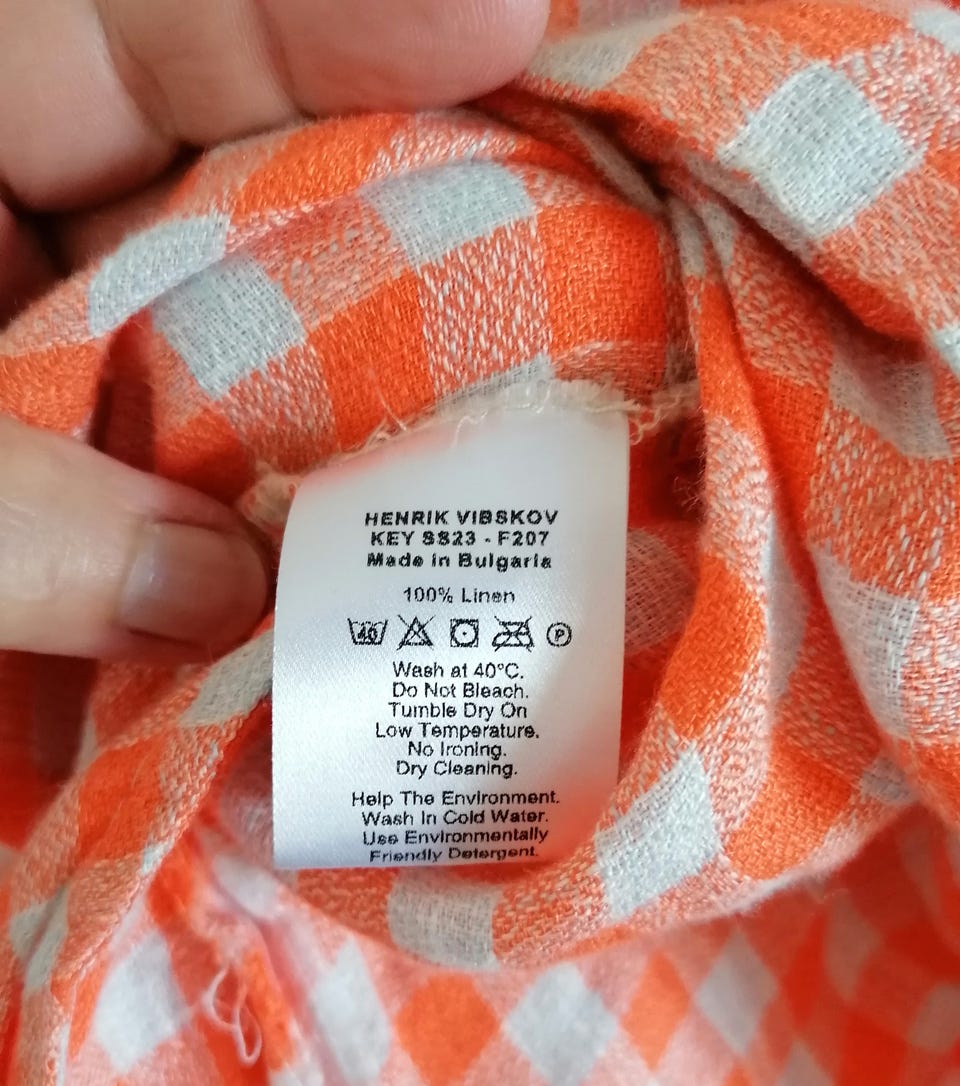 HENRIK VIBSKOV
KEY SS23 - F207
Made in Bulgaria
100% Linen
40 P
Wash at 40°C.
Do Not Bleach.
Tumble Dry On
Low Temperature.
No Ironing.
Dry Cleaning.
Help The Environment.
Wash In Cold Water.
Use Environmentally
Friendly Detergent.